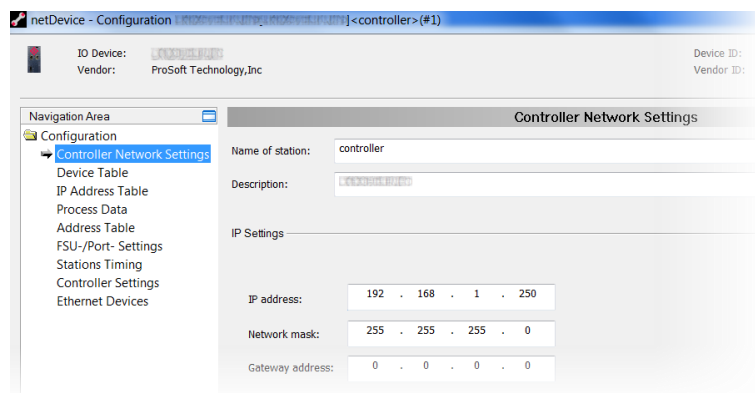 netDevice - Configuration ]<controller>(#1)
IO Device:
Device ID:
Vendor: ProSoft Technology,Inc
Vendor ID:
Navigation Area
Configuration
Controller Network Settings
Device Table
IP Address Table
Process Data
Address Table
FSU-/Port- Settings
Stations Timing
Controller Settings
Ethernet Devices
Controller Network Settings
Name of station: controller
Description:
IP Settings
IP address: 192 . 168 . 1 . 250
Network mask: 255 . 255 . 255 . 0
Gateway address: 0 . 0 . 0 . 0